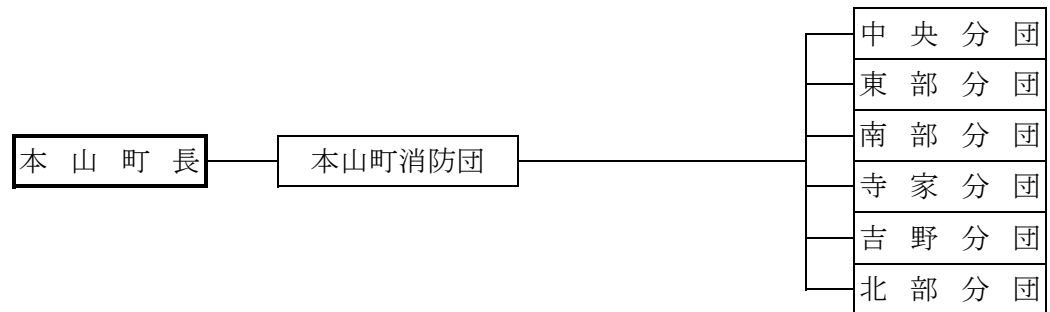 本山町長
本山町消防団
中央分団
東部分団
南部分団
寺家分団
吉野分団
北部分団